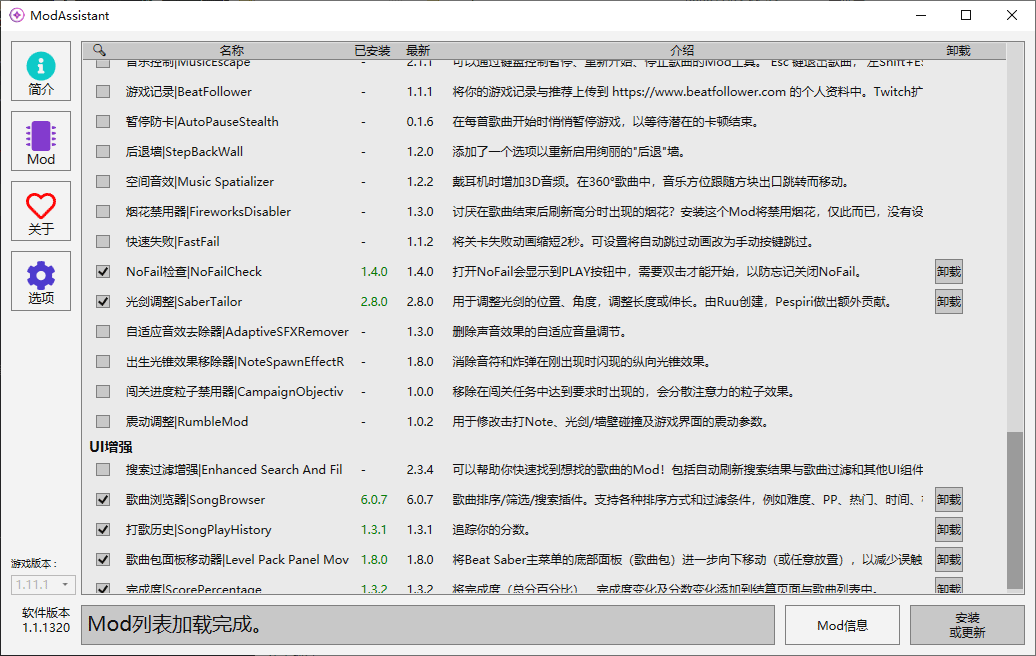 ModAssistant
简介
Mod
关于
选项
游戏版本：
1.11.1
软件版本
1.1.1320
名称 已安装 最新 介绍 卸载
音乐控制|MusicEscape - 2.1.1 可以通过键盘控制暂停、重新开始、停止歌曲的Mod工具。 Esc 键退出歌曲， 左Shift+Es
游戏记录|BeatFollower - 1.1.1 将你的游戏记录与推荐上传到 https://www.beatfollower.com 的个人资料中。Twitch扩
暂停防卡|AutoPauseStealth - 0.1.6 在每首歌曲开始时悄悄暂停游戏，以等待潜在的卡顿结束。
后退墙|StepBackWall - 1.2.0 添加了一个选项以重新启用绚丽的"后退"墙。
空间音效|Music Spatializer - 1.2.2 戴耳机时增加3D音频。在360°歌曲中，音乐方位跟随方块出口跳转而移动。
烟花禁用器|FireworksDisabler - 1.3.0 讨厌在歌曲结束后刷新高分时出现的烟花？安装这个Mod将禁用烟花，仅此而已，没有设
快速失败|FastFail - 1.1.2 将关卡失败动画缩短2秒。可设置将自动跳过动画改为手动按键跳过。
NoFail检查|NoFailCheck 1.4.0 1.4.0 打开NoFail会显示到PLAY按钮中，需要双击才能开始，以防忘记关闭NoFail。 卸载
光剑调整|SaberTailor 2.8.0 2.8.0 用于调整光剑的位置、角度，调整长度或伸长。由Ruu创建，Pespiri做出额外贡献。 卸载
自适应音效去除器|AdaptiveSFXRemover - 1.3.0 删除声音效果的自适应音量调节。
出生光锥效果移除器|NoteSpawnEffectR - 1.8.0 消除音符和炸弹在刚出现时闪现的纵向光锥效果。
闯关进度粒子禁用器|CampaignObjectiv - 1.0.0 移除在闯关任务中达到要求时出现的，会分散注意力的粒子效果。
震动调整|RumbleMod - 1.0.2 用于修改击打Note、光剑/墙壁碰撞及游戏界面的震动参数。
UI增强
搜索过滤增强|Enhanced Search And Fil - 2.3.4 可以帮助你快速找到想找的歌曲的Mod！包括自动刷新搜索结果与歌曲过滤和其他UI组件
歌曲浏览器|SongBrowser 6.0.7 6.0.7 歌曲排序/筛选/搜索插件。支持各种排序方式和过滤条件，例如难度、PP、热门、时间、 卸载
打歌历史|SongPlayHistory 1.3.1 1.3.1 追踪你的分数。 卸载
歌曲包面板移动器|Level Pack Panel Mov 1.8.0 1.8.0 将Beat Saber主菜单的底部面板（歌曲包）进一步向下移动（或任意放置），以减少误触 卸载
完成度|ScorePercentage 1.3.2 1.3.2 将完成度（总分百分比）、完成度变化及分数变化添加到结算页面与歌曲列表中。 卸载
Mod列表加载完成。
Mod信息
安装
或更新